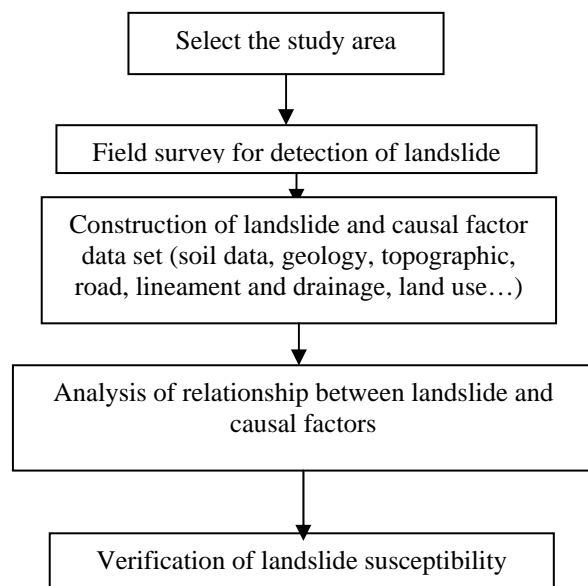 Select the study area
Field survey for detection of landslide
Construction of landslide and causal factor
data set (soil data, geology, topographic,
road, lineament and drainage, land use…)
Analysis of relationship between landslide and
causal factors
Verification of landslide susceptibility